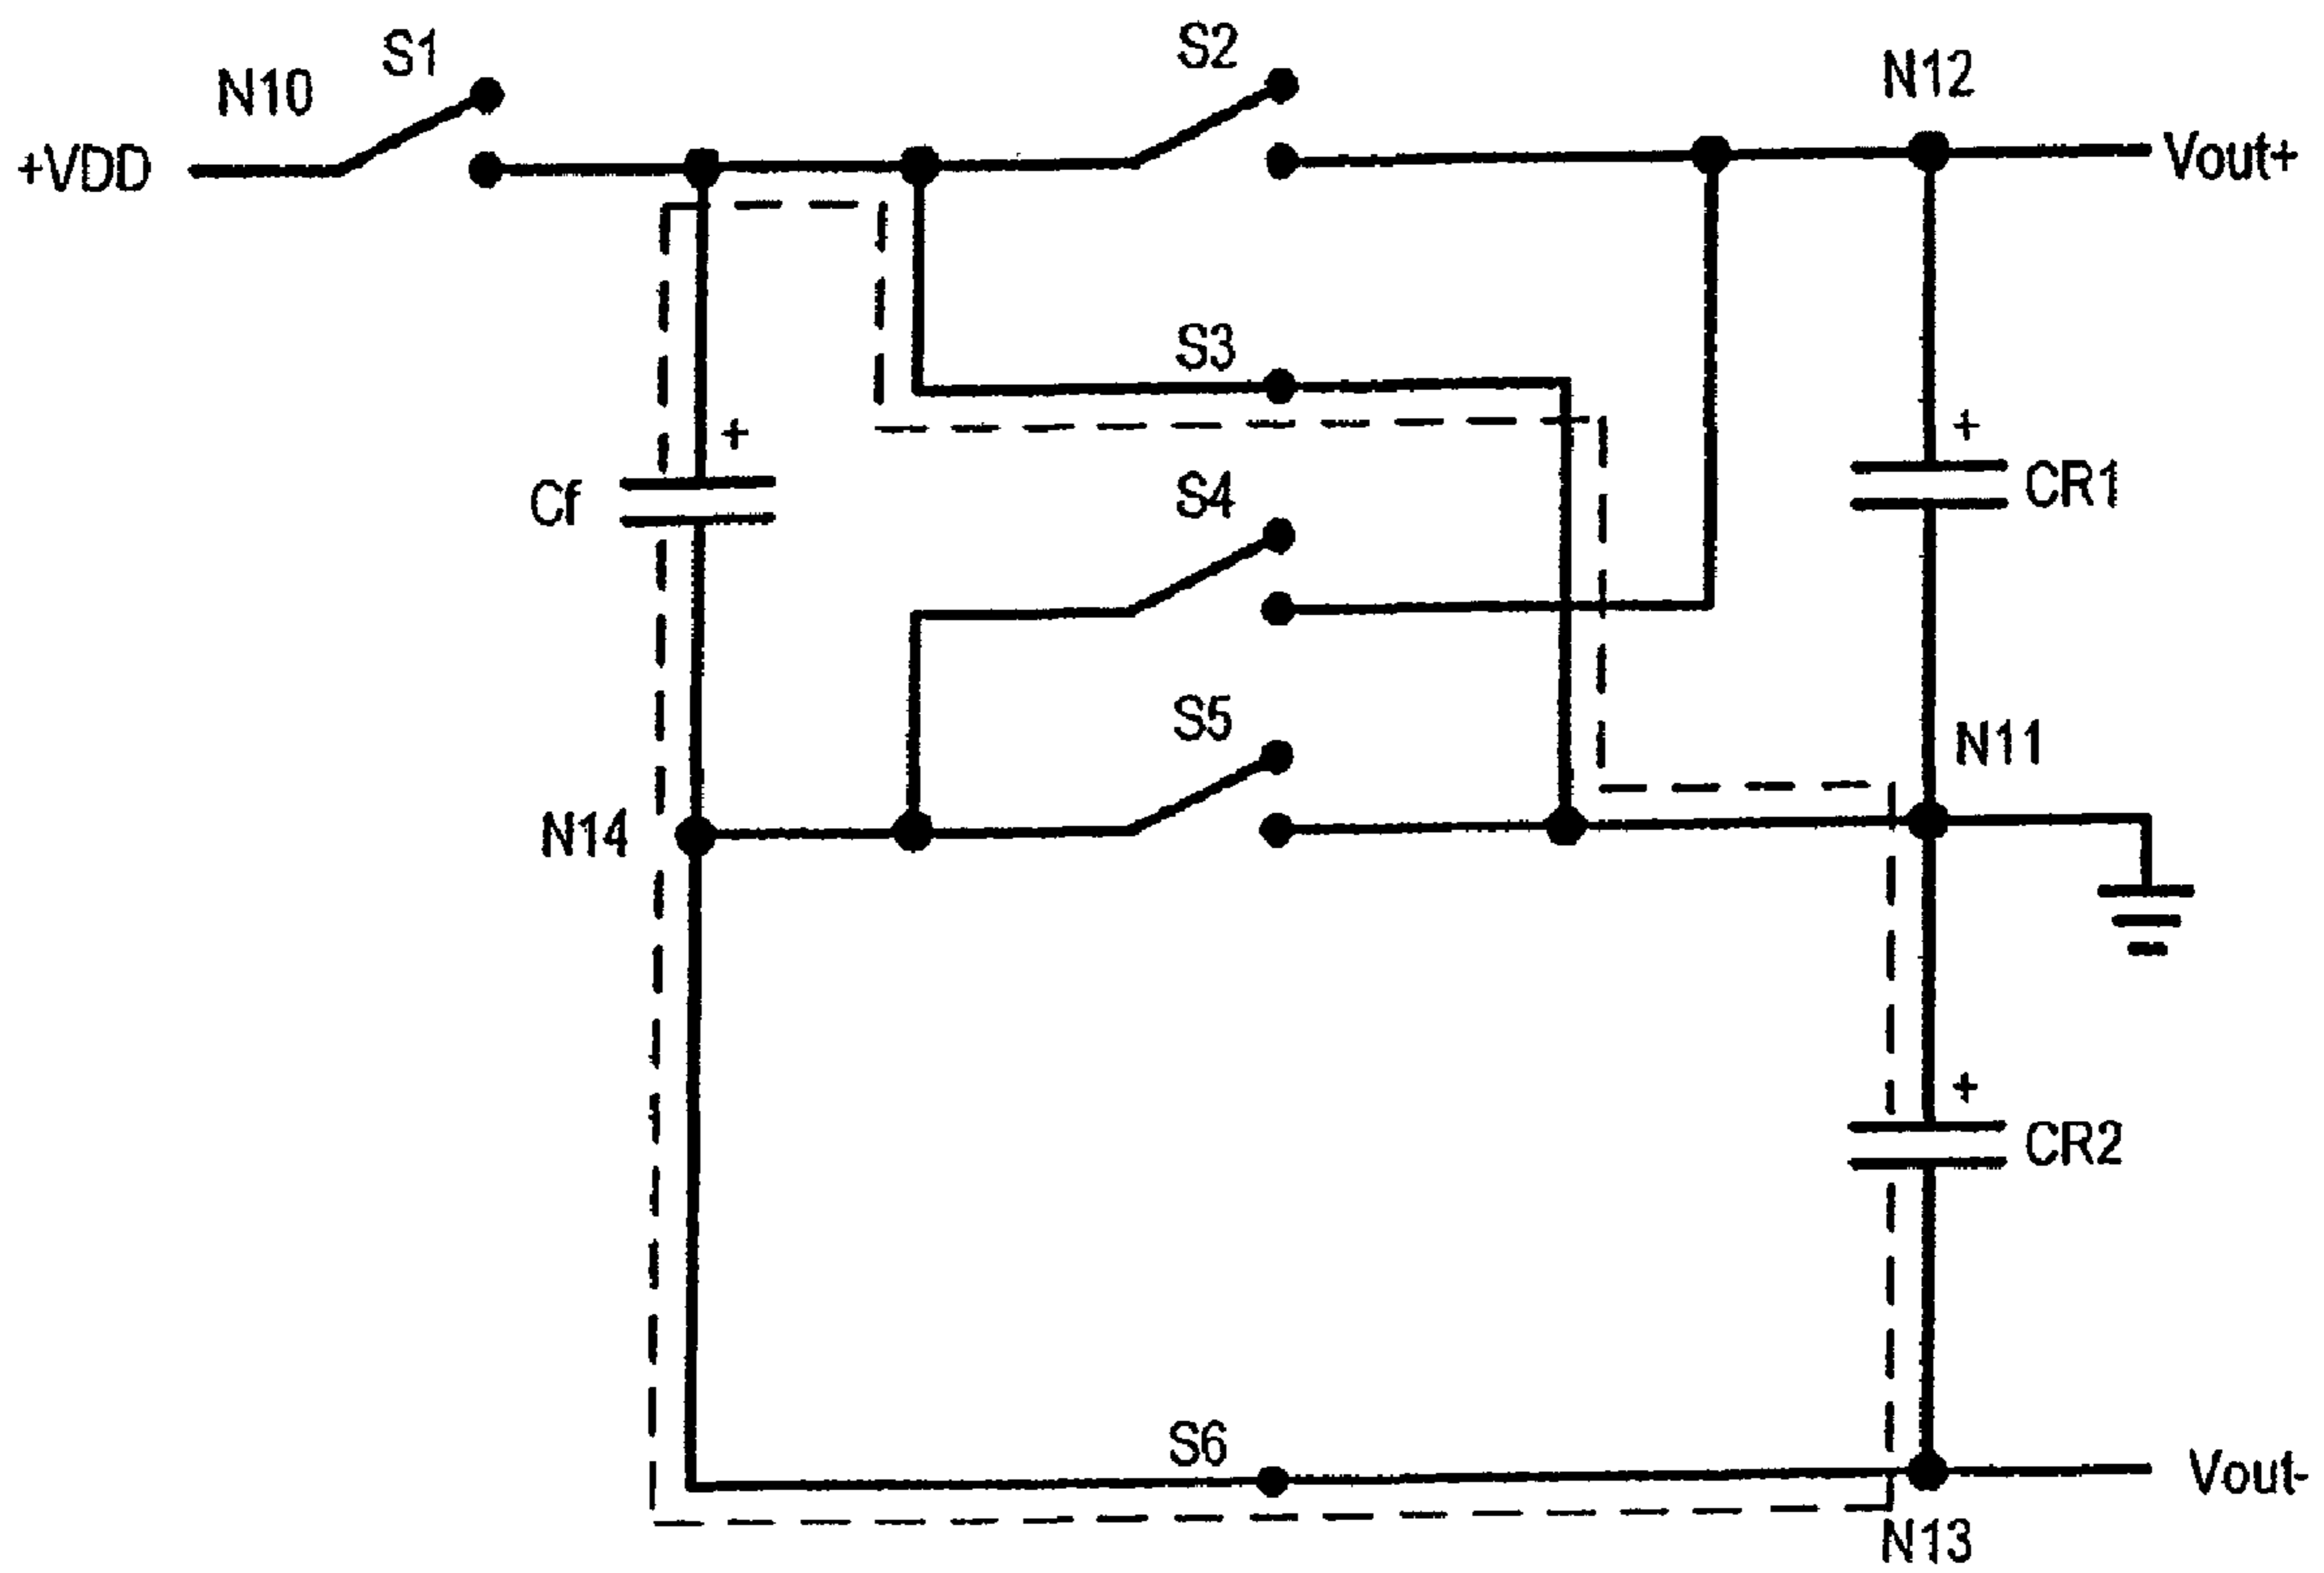 S1
S2
N10
N12
+VDD
Vout+
S3
+
+
Cf
CR1
S4
S5
N11
N14
+
CR2
S6
Vout-
N13